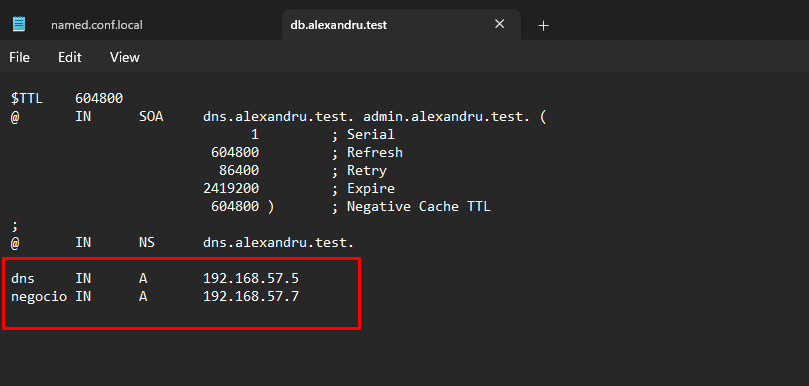 named.conf.local db.alexandru.test
File Edit View
$TTL 604800
@ IN SOA dns.alexandru.test. admin.alexandru.test. (
1 ; Serial
604800 ; Refresh
86400 ; Retry
2419200 ; Expire
604800 ) ; Negative Cache TTL
;
@ IN NS dns.alexandru.test.
dns IN A 192.168.57.5
negocio IN A 192.168.57.7